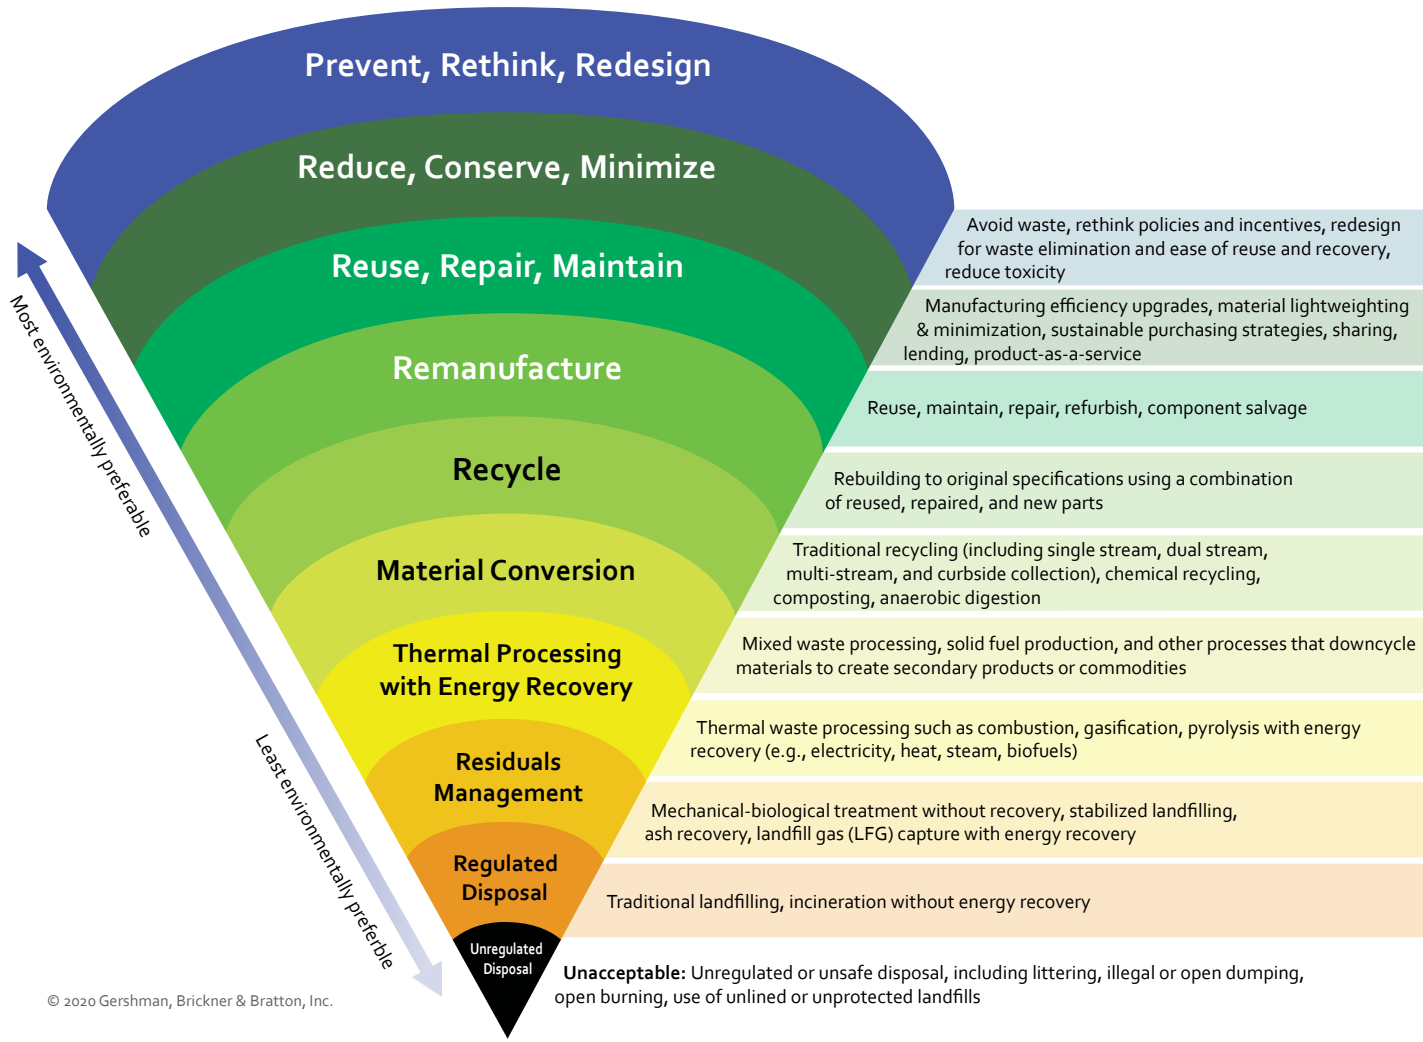 Prevent, Rethink, Redesign
Reduce, Conserve, Minimize
Reuse, Repair, Maintain
Remanufacture
Recycle
Material Conversion
Thermal Processing
with Energy Recovery
Residuals
Management
Regulated
Disposal
Unregulated
Disposal
Most environmentally preferable
Least environmentally preferble
Avoid waste, rethink policies and incentives, redesign
for waste elimination and ease of reuse and recovery,
reduce toxicity
Manufacturing efficiency upgrades, material lightweighting
& minimization, sustainable purchasing strategies, sharing,
lending, product-as-a-service
Reuse, maintain, repair, refurbish, component salvage
Rebuilding to original specifications using a combination
of reused, repaired, and new parts
Traditional recycling (including single stream, dual stream,
multi-stream, and curbside collection), chemical recycling,
composting, anaerobic digestion
Mixed waste processing, solid fuel production, and other processes that downcycle
materials to create secondary products or commodities
Thermal waste processing such as combustion, gasification, pyrolysis with energy
recovery (e.g., electricity, heat, steam, biofuels)
Mechanical-biological treatment without recovery, stabilized landfilling,
ash recovery, landfill gas (LFG) capture with energy recovery
Traditional landfilling, incineration without energy recovery
Unacceptable: Unregulated or unsafe disposal, including littering, illegal or open dumping,
open burning, use of unlined or unprotected landfills
© 2020 Gershman, Brickner & Bratton, Inc.